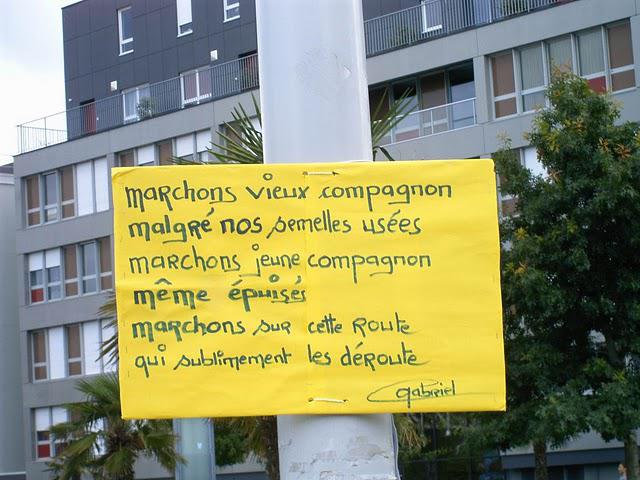 marchons vieux compagnon
malgré nos semelles usées
marchons jeune compagnon
même épuisés
marchons sur cette route
qui sublimement les déroute
Gabriel